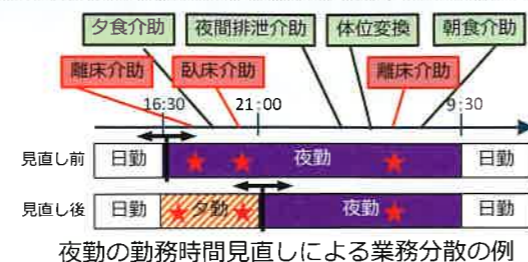 夕食介助 夜間排泄介助 体位変換 朝食介助
離床介助 臥床介助 離床介助
16:30 21:00 9:30
見直し前 日勤 夜勤 日勤
見直し後 日勤 夕勤 夜勤 日勤
夜勤の勤務時間見直しによる業務分散の例